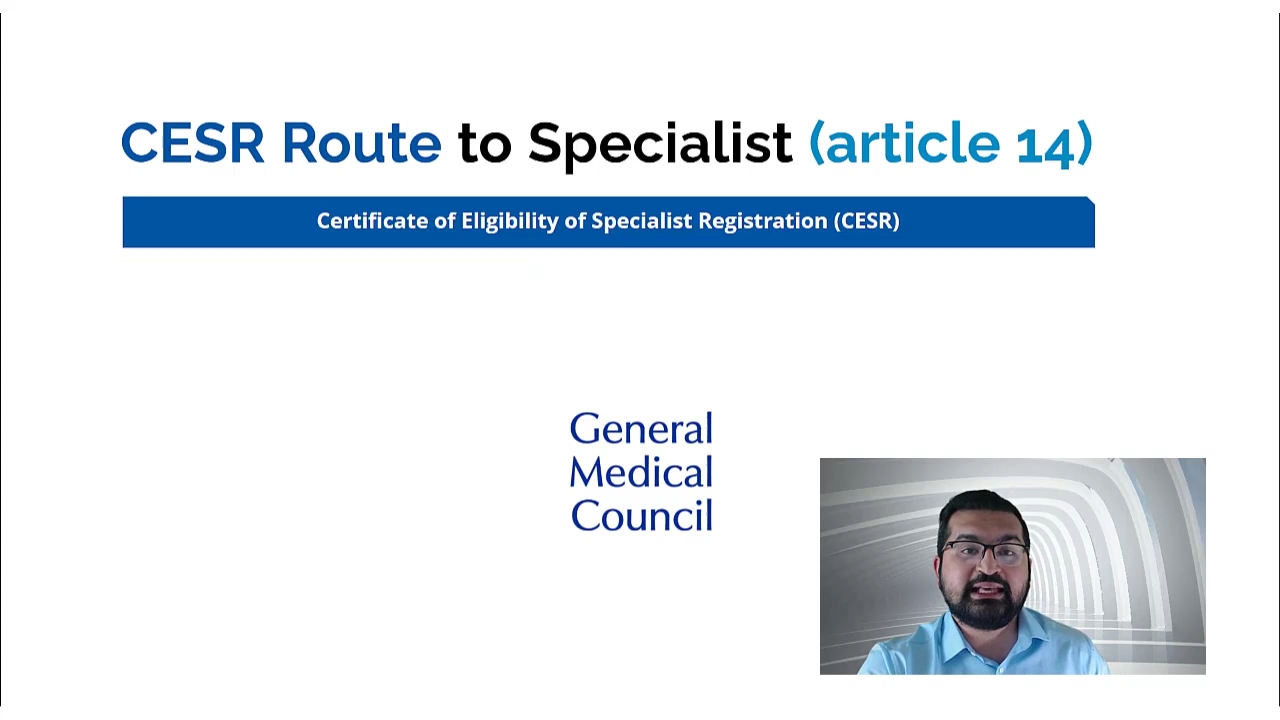 CESR Route to Specialist (article 14)
Certificate of Eligibility of Specialist Registration (CESR)
General
Medical
Council